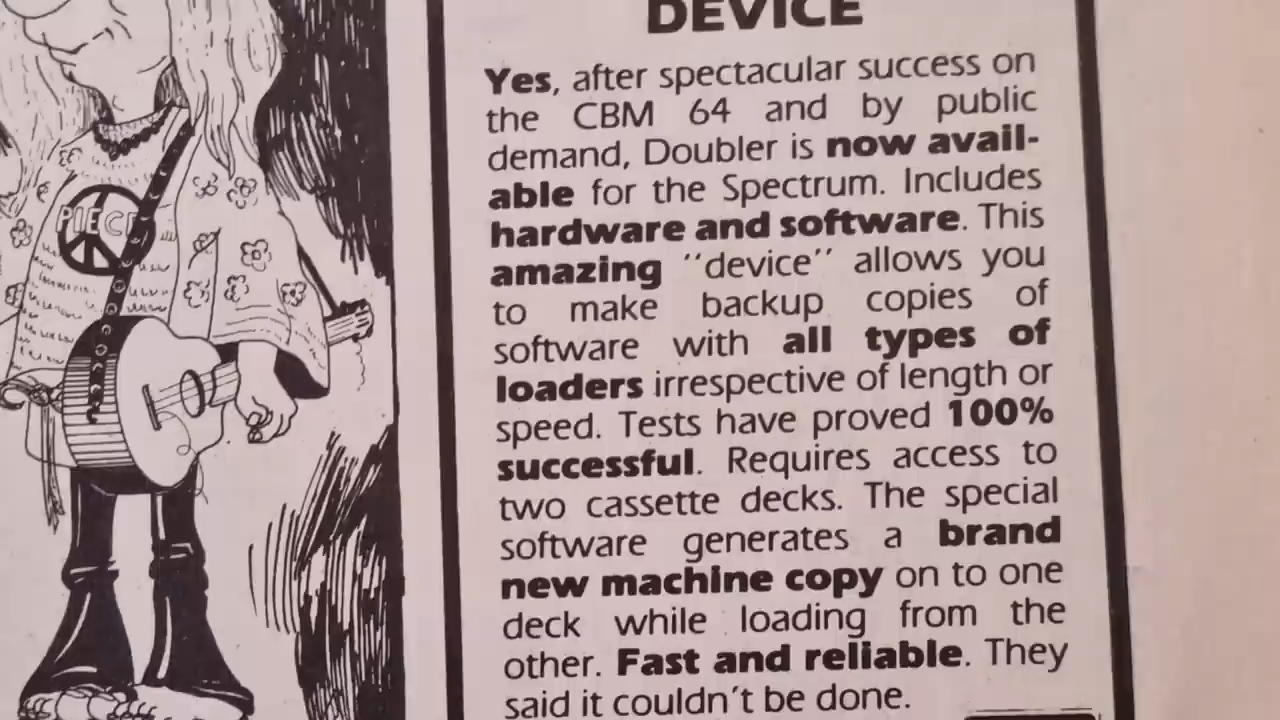 DEVICE
Yes, after spectacular success on
the CBM 64 and by public
demand, Doubler is now avail-
able for the Spectrum. Includes
hardware and software. This
amazing "device" allows you
to make backup copies of
software with all types of
loaders irrespective of length or
speed. Tests have proved 100%
successful. Requires access to
two cassette decks. The special
software generates a brand
new machine copy on to one
deck while loading from the
other. Fast and reliable. They
said it couldn't be done.
PIECE